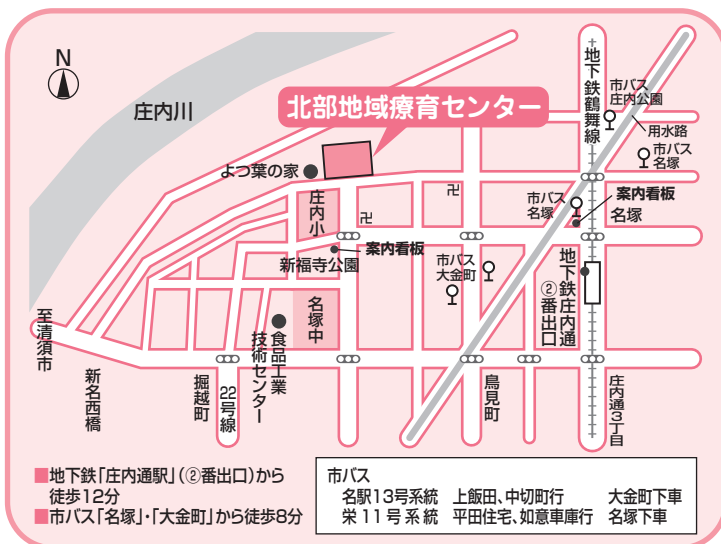 N
庄内川
北部地域療育センター
地下鉄鶴舞線
市バス
庄内公園
用水路
市バス
名塚
よつ葉の家
庄内小
卍
卍
市バス
名塚
案内看板
名塚
案内看板
新福寺公園
市バス
大金町
地下鉄庄内通
②番出口
名塚中
食品工業
技術センター
至清須市
新名西橋
堀越町
22号線
鳥見町
庄内通3丁目
■地下鉄「庄内通駅」(②番出口)から
徒歩12分
■市バス「名塚」・「大金町」から徒歩8分
市バス
名駅13号系統 上飯田、中切町行 大金町下車
栄11号系統 平田住宅、如意車庫行 名塚下車